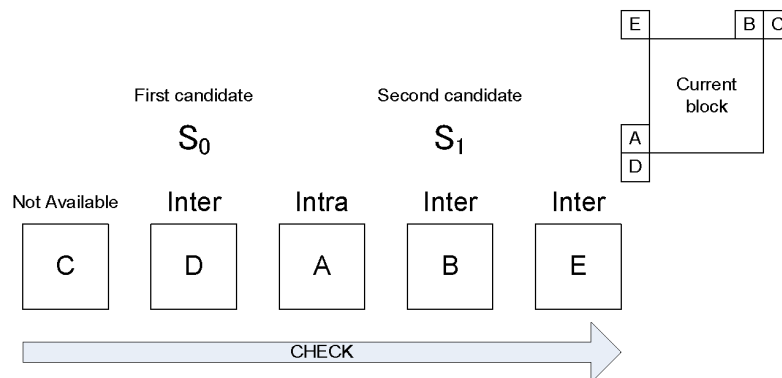 E B C
Current
block
A
D
First candidate Second candidate
S0 S1
Not Available Inter Intra Inter Inter
C D A B E
CHECK